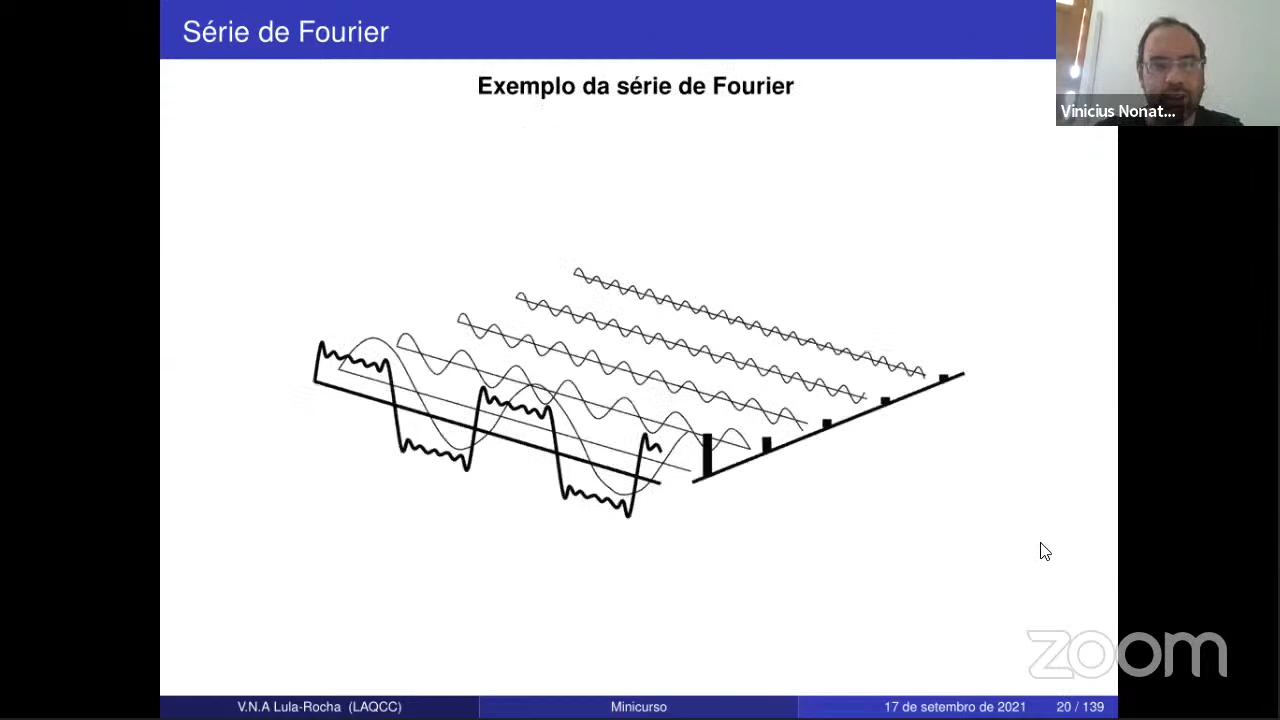 Série de Fourier
Exemplo da série de Fourier
Vinicius Nonat...
zoom
V.N.A Lula-Rocha (LAQCC)
Minicurso
17 de setembro de 2021
20 / 139